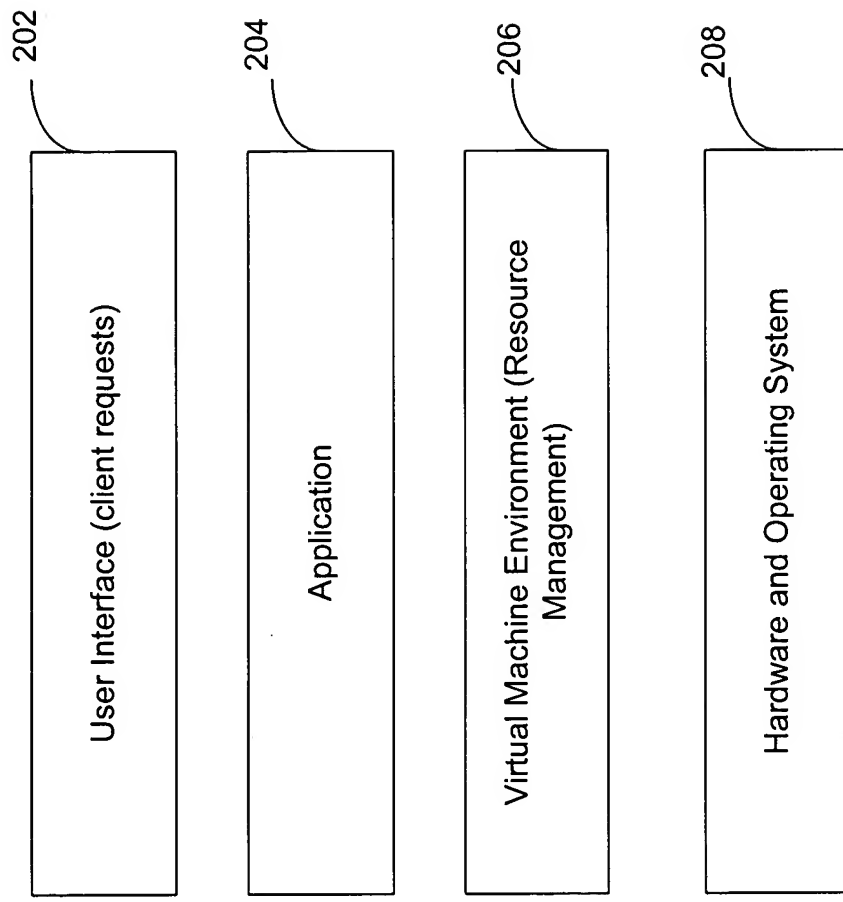 User Interface (client requests)
202
Application
204
Virtual Machine Environment (Resource
Management)
206
Hardware and Operating System
208